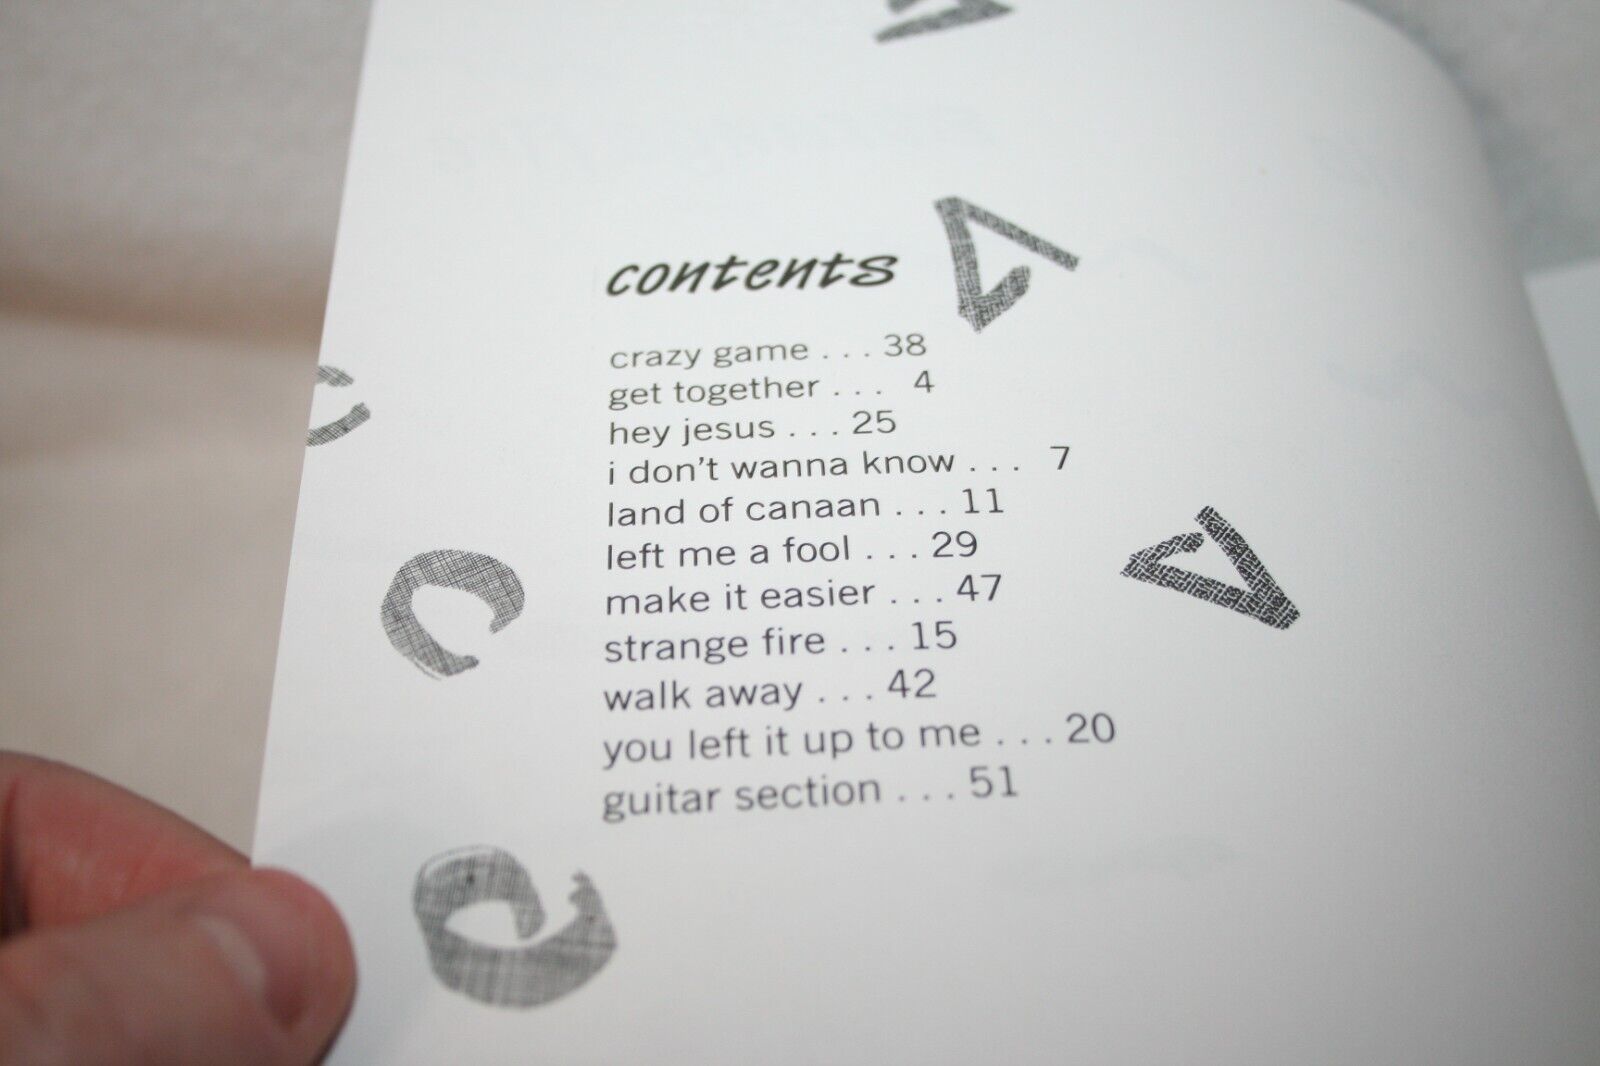 contents
crazy game . . . 38
get together . . . 4
hey jesus . . . 25
i don't wanna know . . . 7
land of canaan . . . 11
left me a fool . . . 29
make it easier . . . 47
strange fire . . . 15
walk away . . . 42
you left it up to me . . . 20
guitar section . . . 51